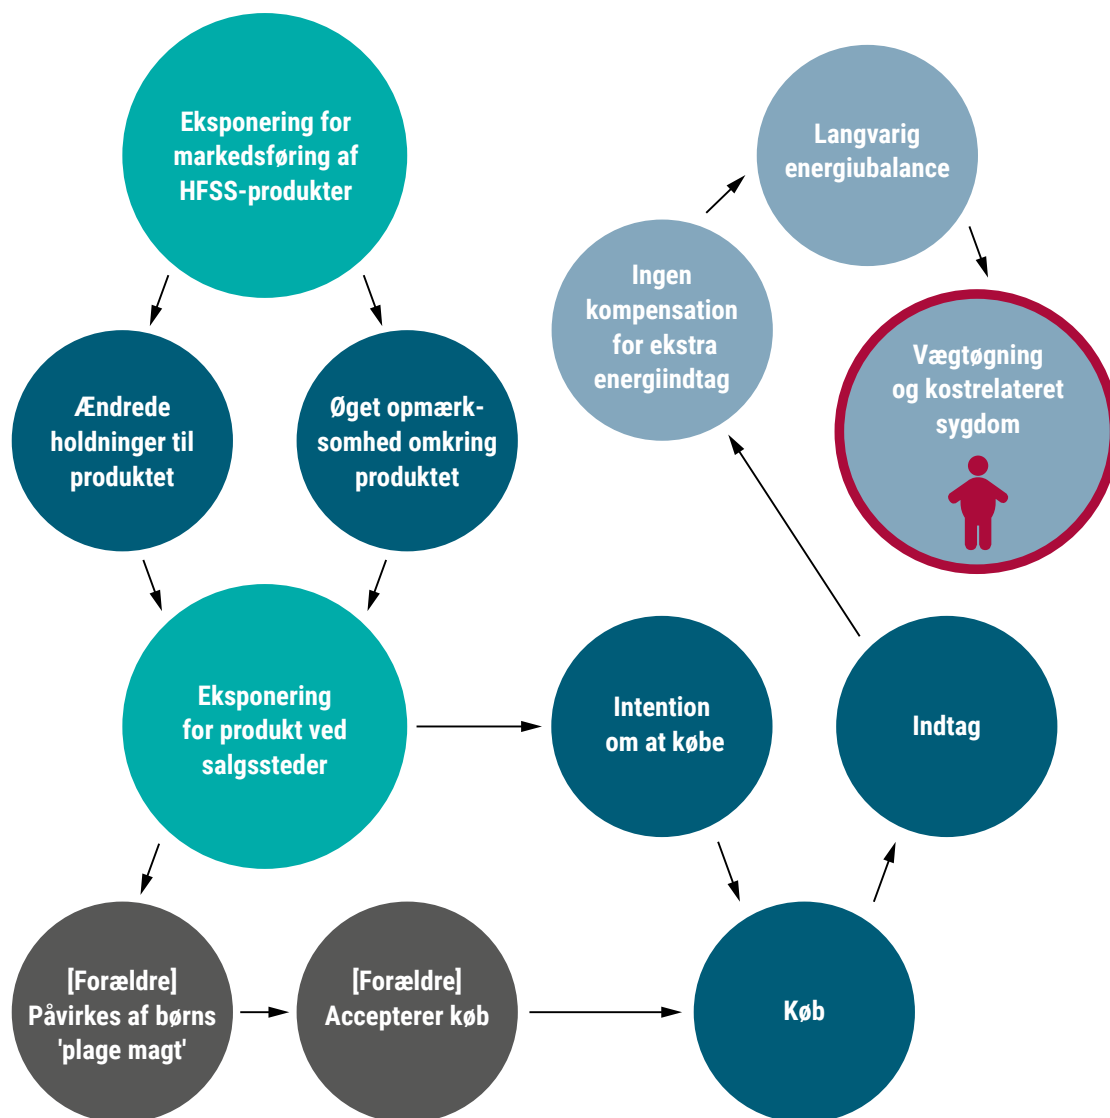 Eksponering for
markedsføring af
HFSS-produkter
Langvarig
energiubalance
Ingen
kompensation
for ekstra
energiindtag
Vægtøgning
og kostrelateret
sygdom
Ændrede
holdninger til
produktet
Øget opmærk-
somhed omkring
produktet
Eksponering
for produkt ved
salgssteder
Intention
om at købe
Indtag
[Forældre]
Påvirkes af børns
'plage magt'
[Forældre]
Accepterer køb
Køb